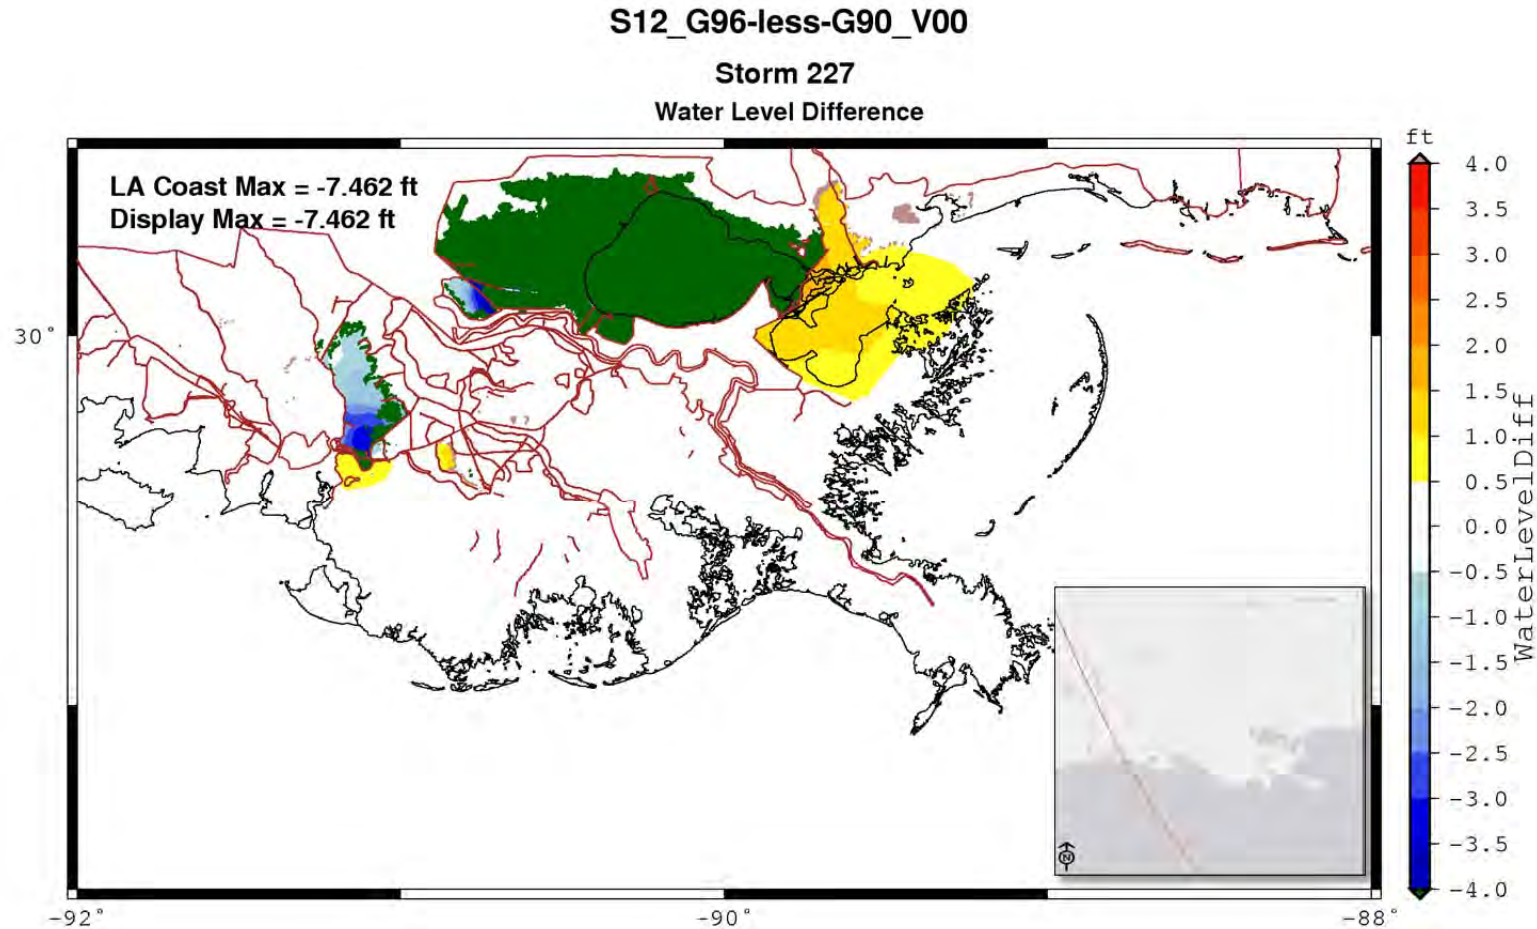 S12_G96-less-G90_V00
Storm 227
Water Level Difference
LA Coast Max = -7.462 ft
Display Max = -7.462 ft
ft
4.0
3.5
3.0
2.5
2.0
1.5
1.0
0.5
0.0
-0.5
-1.0
-1.5
-2.0
-2.5
-3.0
-3.5
-4.0
WaterLevelDiff
30°
-92°
-90°
-88°
N